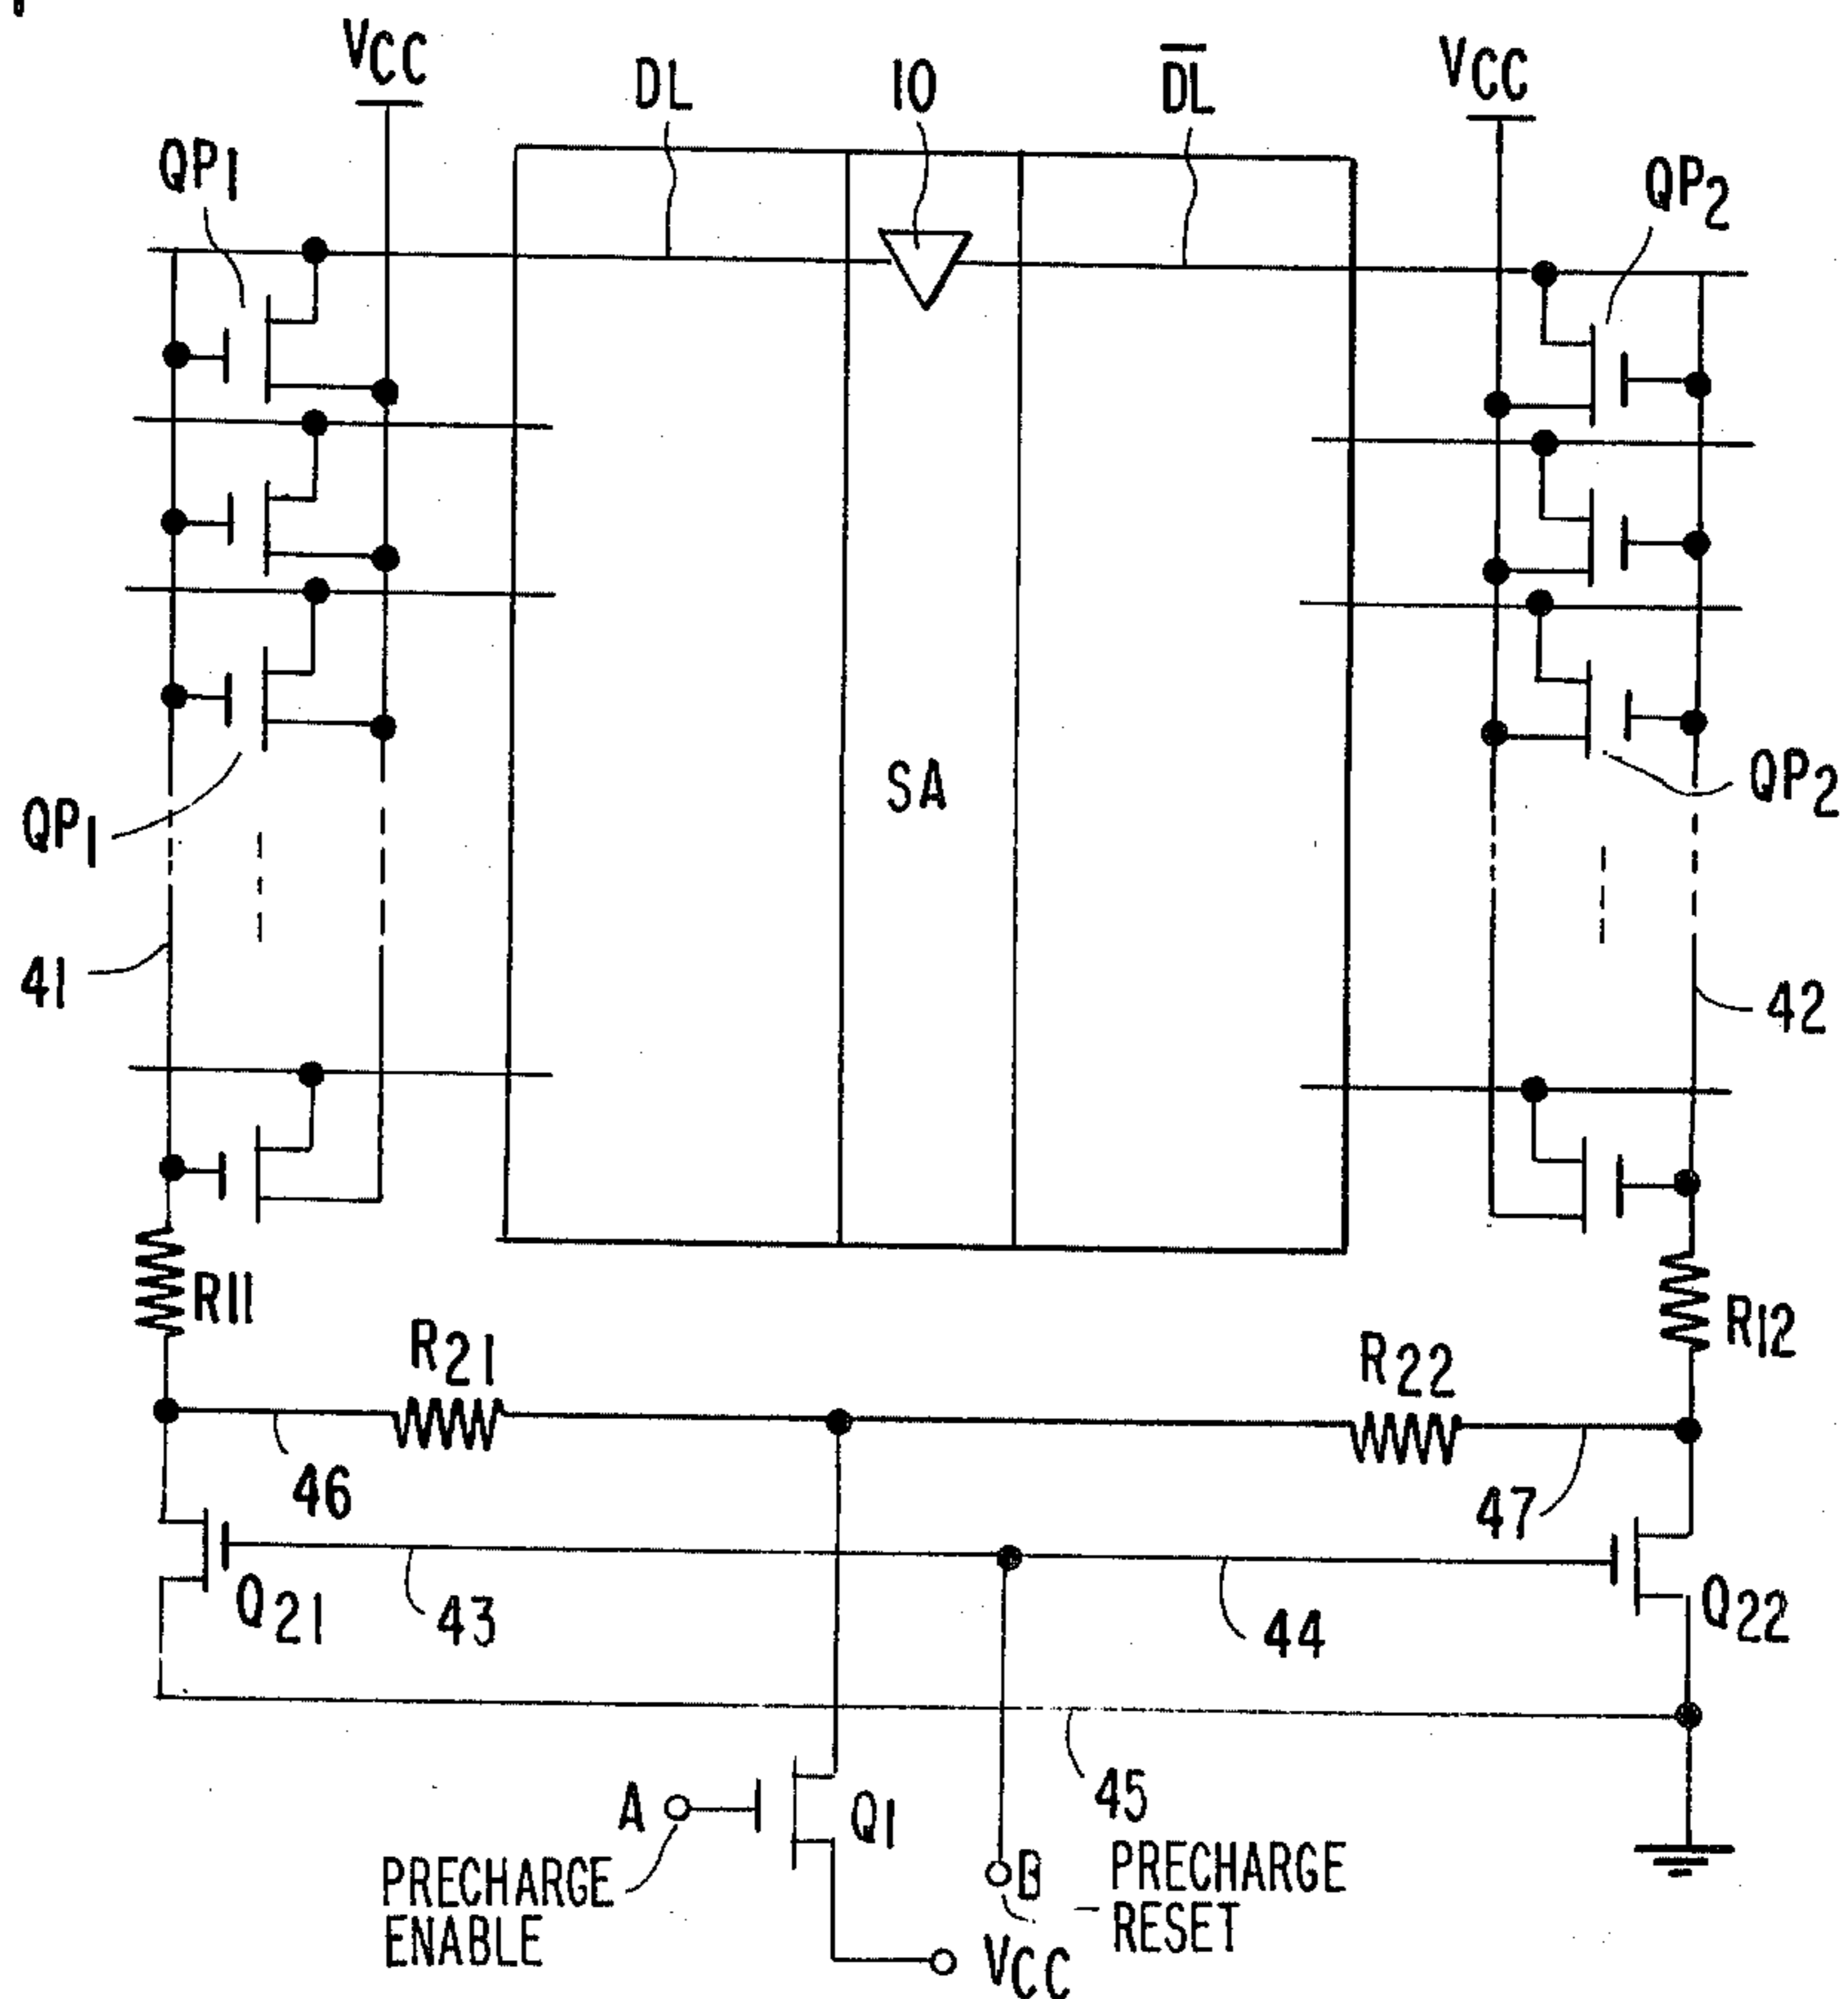 VCC
DL
10
DL
VCC
QP1
QP2
SA
QP1
QP2
41
42
R11
R12
R21
R22
46
47
Q21
43
44
Q22
45
A
Q1
B
PRECHARGE
ENABLE
PRECHARGE
RESET
VCC